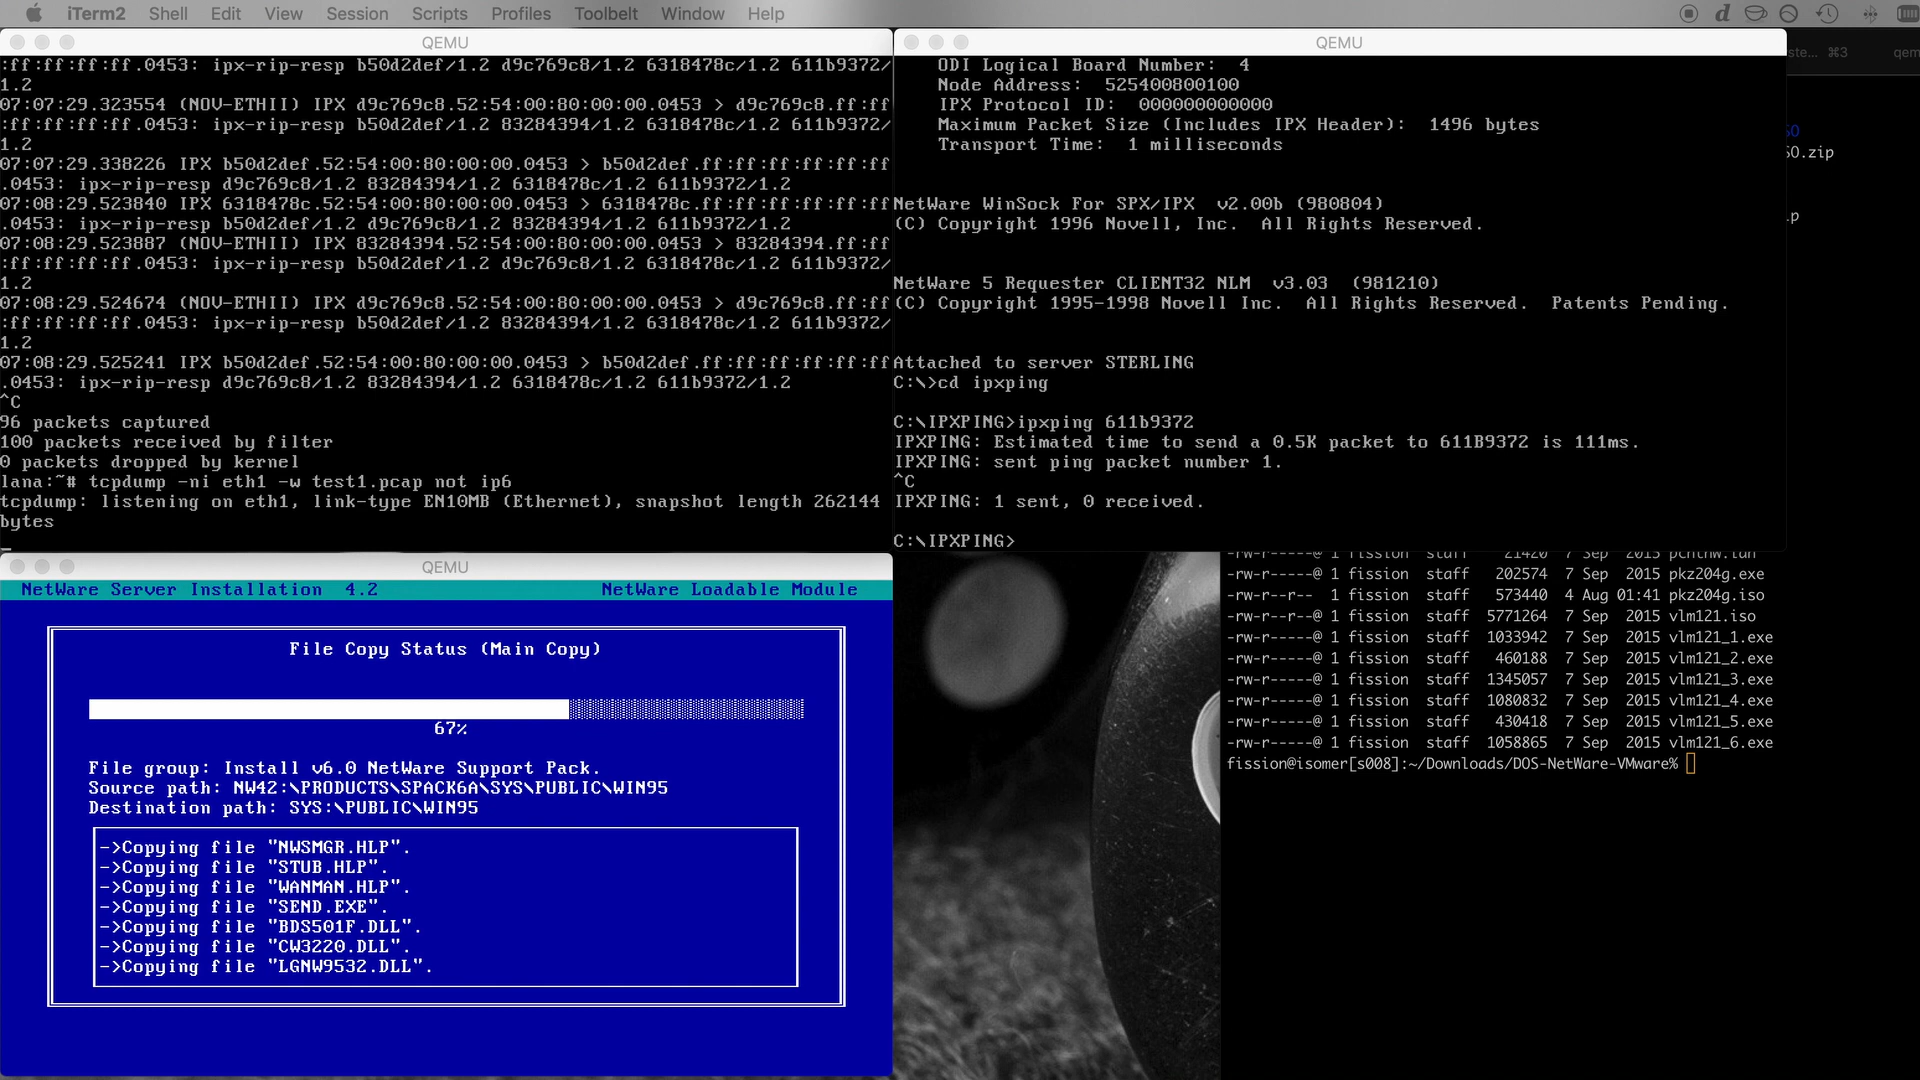 iTerm2 Shell Edit View Session Scripts Profiles Toolbelt Window Help
QEMU
:ff:ff:ff:ff.0453: ipx-rip-resp b50d2def/1.2 d9c769c8/1.2 6318478c/1.2 611b9372/
1.2
07:07:29.323554 (NOV-ETHII) IPX d9c769c8.52:54:00:80:00:00.0453 > d9c769c8.ff:ff
:ff:ff:ff:ff.0453: ipx-rip-resp b50d2def/1.2 83284394/1.2 6318478c/1.2 611b9372/
1.2
07:07:29.338226 IPX b50d2def.52:54:00:80:00:00.0453 > b50d2def.ff:ff:ff:ff:ff:ff
.0453: ipx-rip-resp d9c769c8/1.2 83284394/1.2 6318478c/1.2 611b9372/1.2
07:08:29.523840 IPX 6318478c.52:54:00:80:00:00.0453 > 6318478c.ff:ff:ff:ff:ff:ff
.0453: ipx-rip-resp b50d2def/1.2 d9c769c8/1.2 83284394/1.2 611b9372/1.2
07:08:29.523887 (NOV-ETHII) IPX 83284394.52:54:00:80:00:00.0453 > 83284394.ff:ff
:ff:ff:ff:ff.0453: ipx-rip-resp b50d2def/1.2 d9c769c8/1.2 6318478c/1.2 611b9372/
1.2
07:08:29.524674 (NOV-ETHII) IPX d9c769c8.52:54:00:80:00:00.0453 > d9c769c8.ff:ff
:ff:ff:ff:ff.0453: ipx-rip-resp b50d2def/1.2 83284394/1.2 6318478c/1.2 611b9372/
1.2
07:08:29.525241 IPX b50d2def.52:54:00:80:00:00.0453 > b50d2def.ff:ff:ff:ff:ff:ff
.0453: ipx-rip-resp d9c769c8/1.2 83284394/1.2 6318478c/1.2 611b9372/1.2
^C
96 packets captured
100 packets received by filter
0 packets dropped by kernel
lana:~# tcpdump -ni eth1 -w test1.pcap not ip6
tcpdump: listening on eth1, link-type EN10MB (Ethernet), snapshot length 262144
bytes
QEMU
ODI Logical Board Number: 4
Node Address: 525400800100
IPX Protocol ID: 000000000000
Maximum Packet Size (Includes IPX Header): 1496 bytes
Transport Time: 1 milliseconds
NetWare WinSock For SPX/IPX v2.00b (980804)
(C) Copyright 1996 Novell, Inc. All Rights Reserved.
NetWare 5 Requester CLIENT32 NLM v3.03 (981210)
(C) Copyright 1995-1998 Novell Inc. All Rights Reserved. Patents Pending.
Attached to server STERLING
C:\>cd ipxping
C:\IPXPING>ipxping 611b9372
IPXPING: Estimated time to send a 0.5K packet to 611B9372 is 111ms.
IPXPING: sent ping packet number 1.
^C
IPXPING: 1 sent, 0 received.
C:\IPXPING>
ste... ⌘3 qem
.zip
QEMU
NetWare Server Installation 4.2 NetWare Loadable Module
File Copy Status (Main Copy)
67%
File group: Install v6.0 NetWare Support Pack.
Source path: NW42:\PRODUCTS\SPACK6A\SYS\PUBLIC\WIN95
Destination path: SYS:\PUBLIC\WIN95
->Copying file "NWSMGR.HLP".
->Copying file "STUB.HLP".
->Copying file "WANMAN.HLP".
->Copying file "SEND.EXE".
->Copying file "BDS501F.DLL".
->Copying file "CW3220.DLL".
->Copying file "LGNW9532.DLL".
-rw-r-----@ 1 fission staff 21420 7 Sep 2015
-rw-r-----@ 1 fission staff 202574 7 Sep 2015 pkz204g.exe
-rw-r--r-- 1 fission staff 573440 4 Aug 01:41 pkz204g.iso
-rw-r--r--@ 1 fission staff 5771264 7 Sep 2015 vlm121.iso
-rw-r-----@ 1 fission staff 1033942 7 Sep 2015 vlm121_1.exe
-rw-r-----@ 1 fission staff 460188 7 Sep 2015 vlm121_2.exe
-rw-r-----@ 1 fission staff 1345057 7 Sep 2015 vlm121_3.exe
-rw-r-----@ 1 fission staff 1080832 7 Sep 2015 vlm121_4.exe
-rw-r-----@ 1 fission staff 430418 7 Sep 2015 vlm121_5.exe
-rw-r-----@ 1 fission staff 1058865 7 Sep 2015 vlm121_6.exe
fission@isomer[s008]:~/Downloads/DOS-NetWare-VMware%